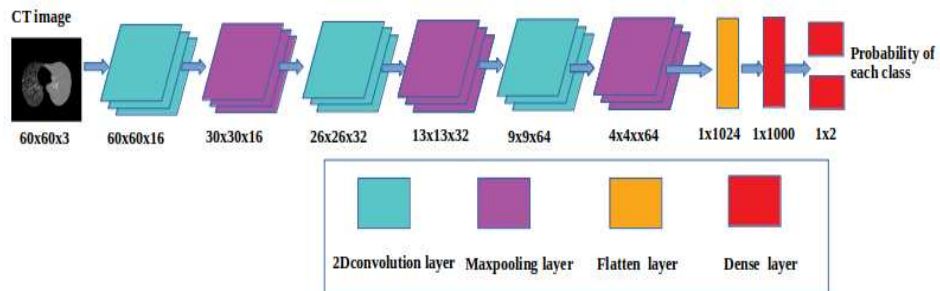 CT image
Probability of
each class
60x60x3
60x60x16
30x30x16
26x26x32
13x13x32
9x9x64
4x4xx64
1x1024
1x1000
1x2
2Dconvolution layer
Maxpooling layer
Flatten layer
Dense layer